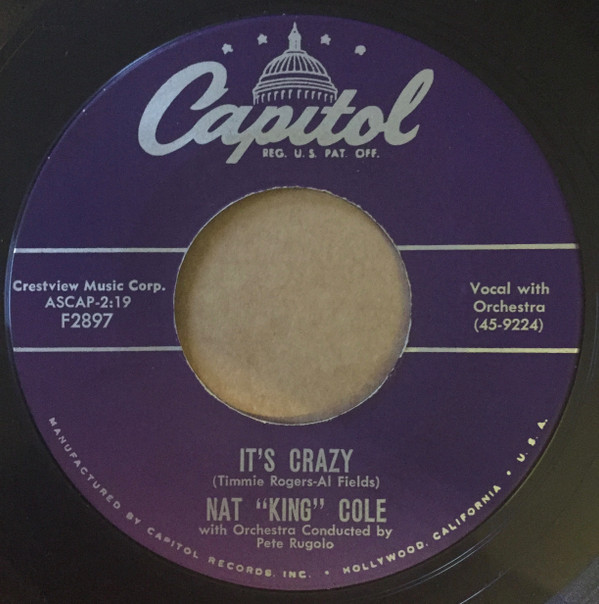 Capitol
REG. U.S. PAT. OFF.
Crestview Music Corp.
ASCAP-2:19
F2897
Vocal with
Orchestra
(45-9224)
IT'S CRAZY
(Timmie Rogers-Al Fields)
NAT "KING" COLE
with Orchestra Conducted by
Pete Rugolo
MANUFACTURED BY CAPITOL RECORDS, INC. • HOLLYWOOD, CALIFORNIA • U.S.A.